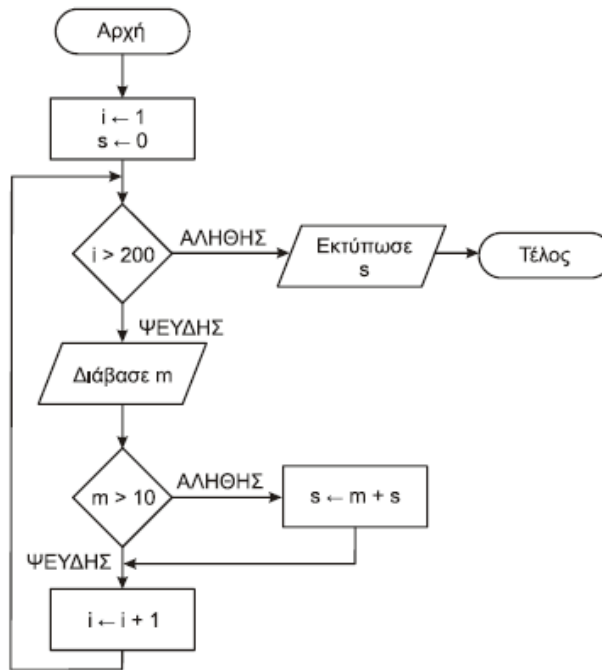 Αρχή
i ← 1
s ← 0
i > 200
ΑΛΗΘΗΣ
Εκτύπωσε
s
Τέλος
ΨΕΥΔΗΣ
Διάβασε m
m > 10
ΑΛΗΘΗΣ
s ← m + s
ΨΕΥΔΗΣ
i ← i + 1